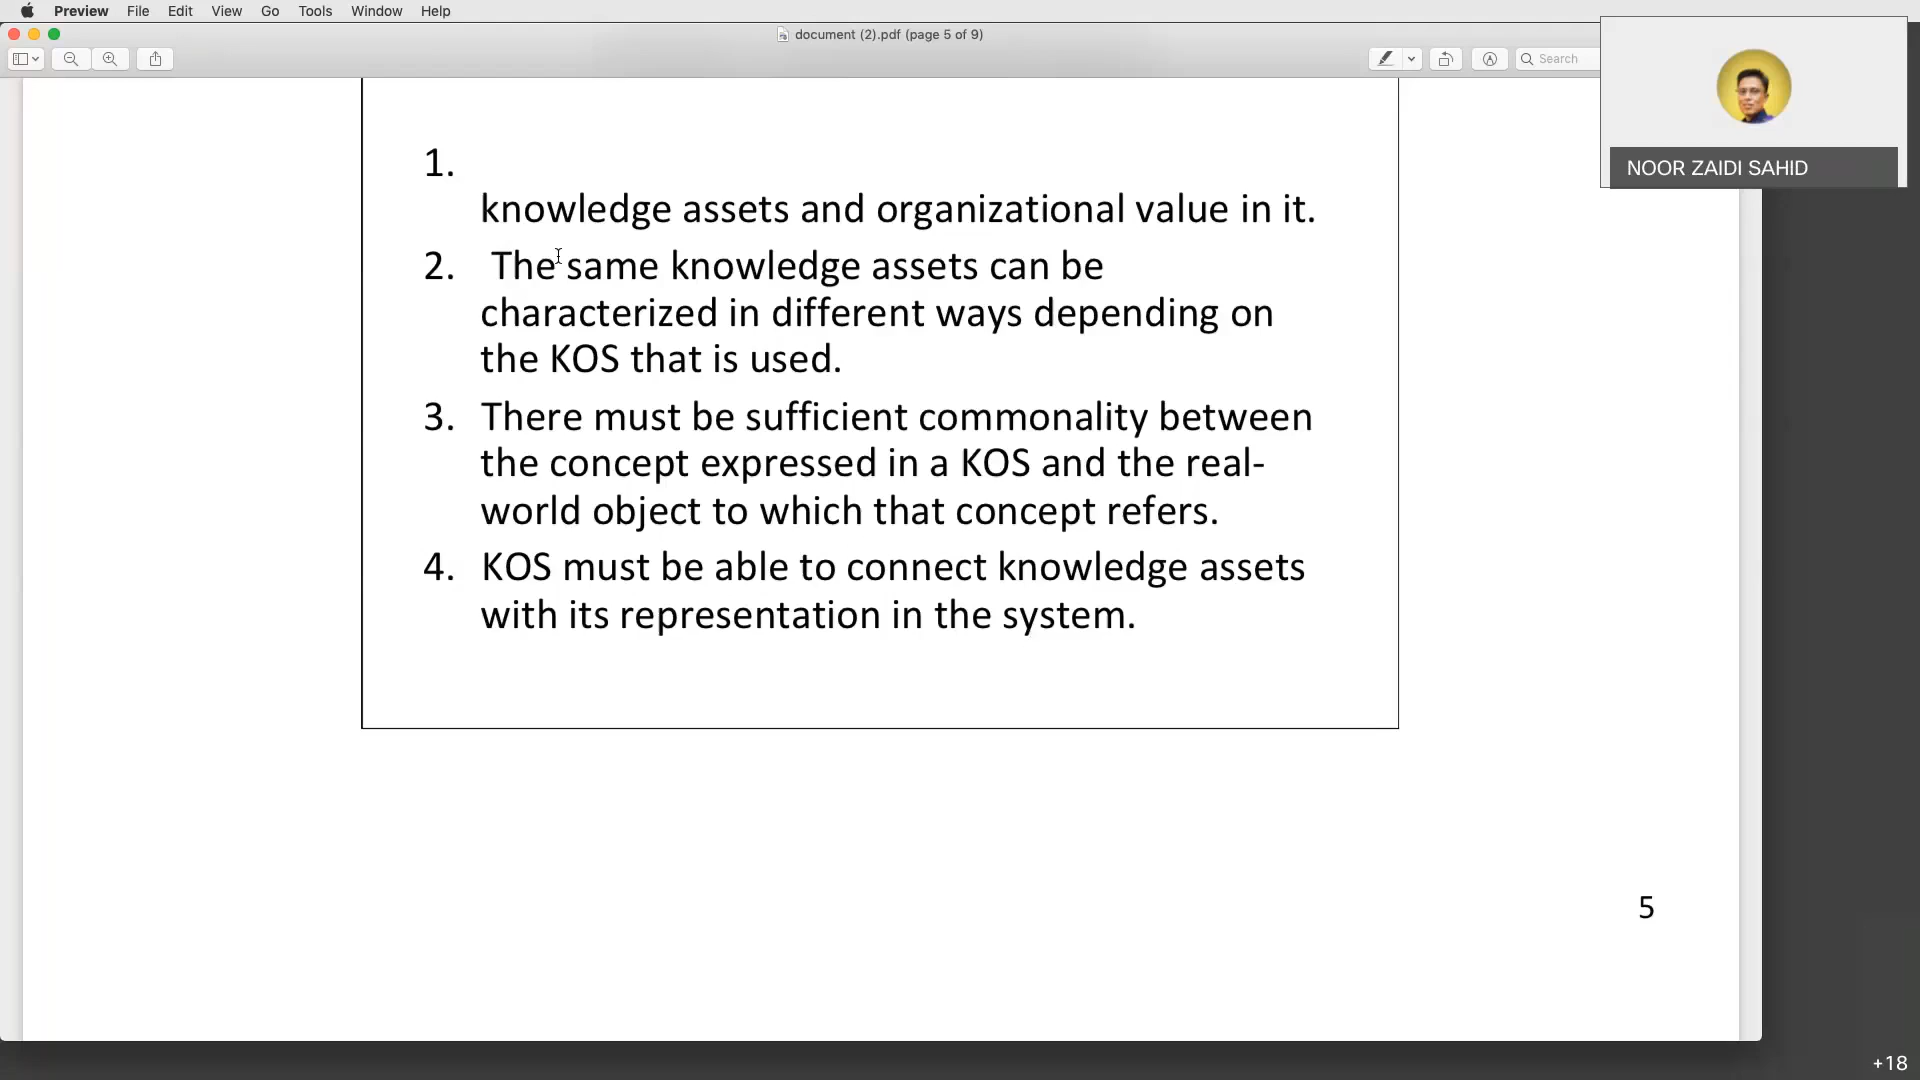 Preview File Edit View Go Tools Window Help
document (2).pdf (page 5 of 9)
Search
NOOR ZAIDI SAHID
1.
knowledge assets and organizational value in it.
2. The same knowledge assets can be
characterized in different ways depending on
the KOS that is used.
3. There must be sufficient commonality between
the concept expressed in a KOS and the real-
world object to which that concept refers.
4. KOS must be able to connect knowledge assets
with its representation in the system.
5
+18